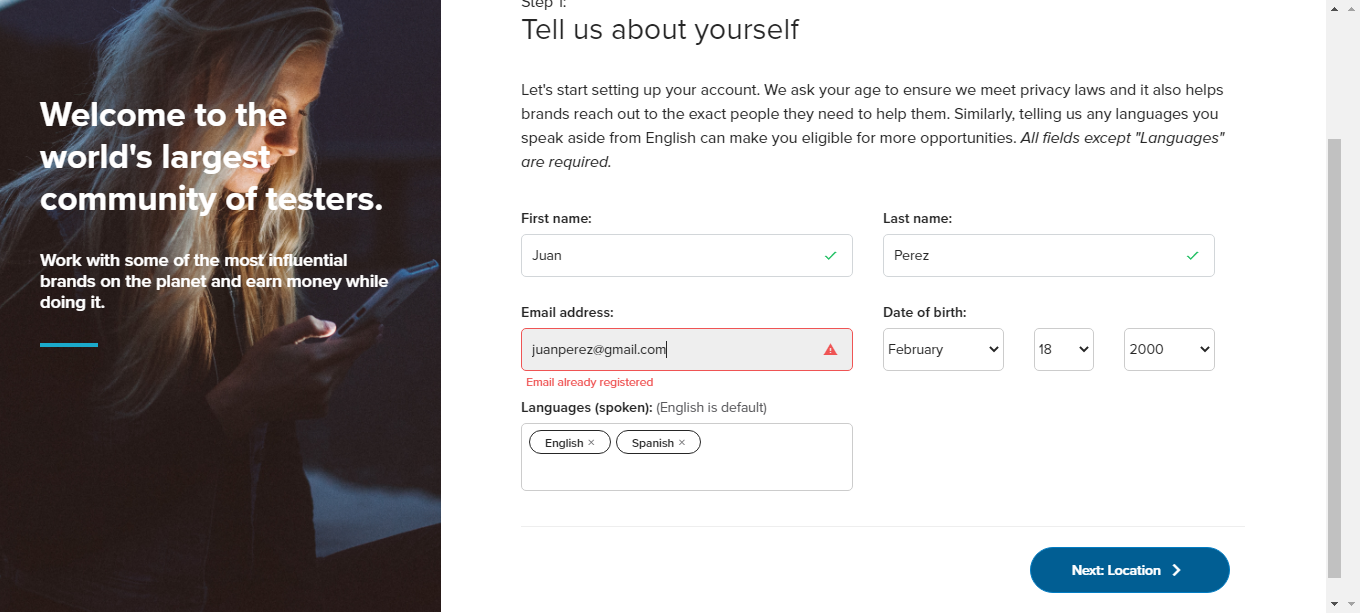 Welcome to the
world's largest
community of testers.
Work with some of the most influential
brands on the planet and earn money while
doing it.
Step 1:
Tell us about yourself
Let's start setting up your account. We ask your age to ensure we meet privacy laws and it also helps
brands reach out to the exact people they need to help them. Similarly, telling us any languages you
speak aside from English can make you eligible for more opportunities. All fields except "Languages"
are required.
First name:
Last name:
Juan
Perez
Email address:
Date of birth:
juanperez@gmail.com
February
18
2000
Email already registered
Languages (spoken): (English is default)
English ×
Spanish ×
Next: Location